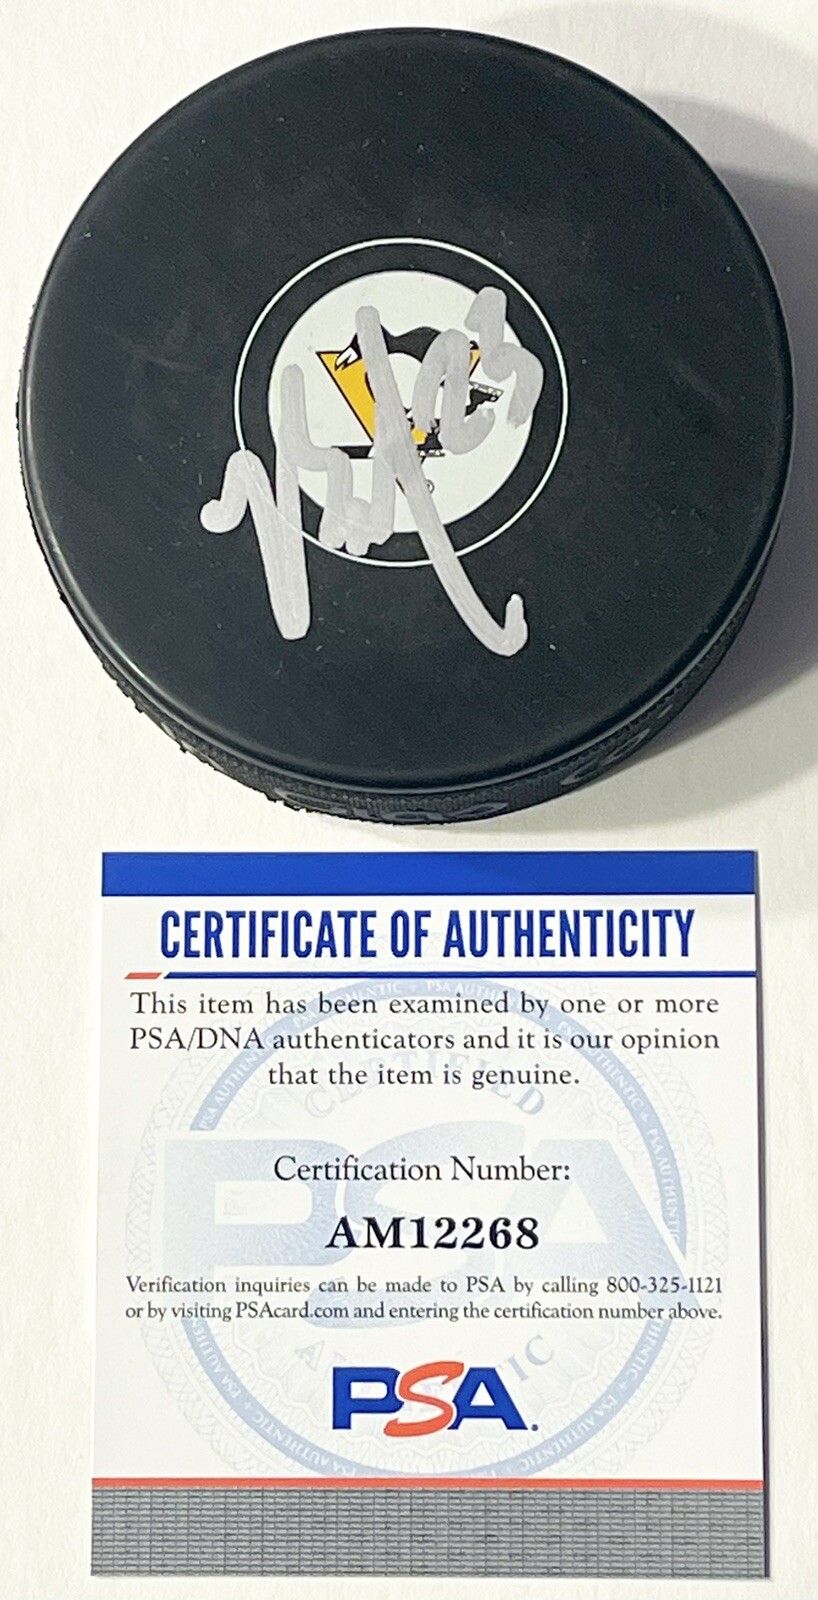 25
®
CERTIFICATE OF AUTHENTICITY
This item has been examined by one or more
PSA/DNA authenticators and it is our opinion
that the item is genuine.
CERTIFIED
Certification Number:
AM12268
Verification inquiries can be made to PSA by calling 800-325-1121
or by visiting PSAcard.com and entering the certification number above.
PSA